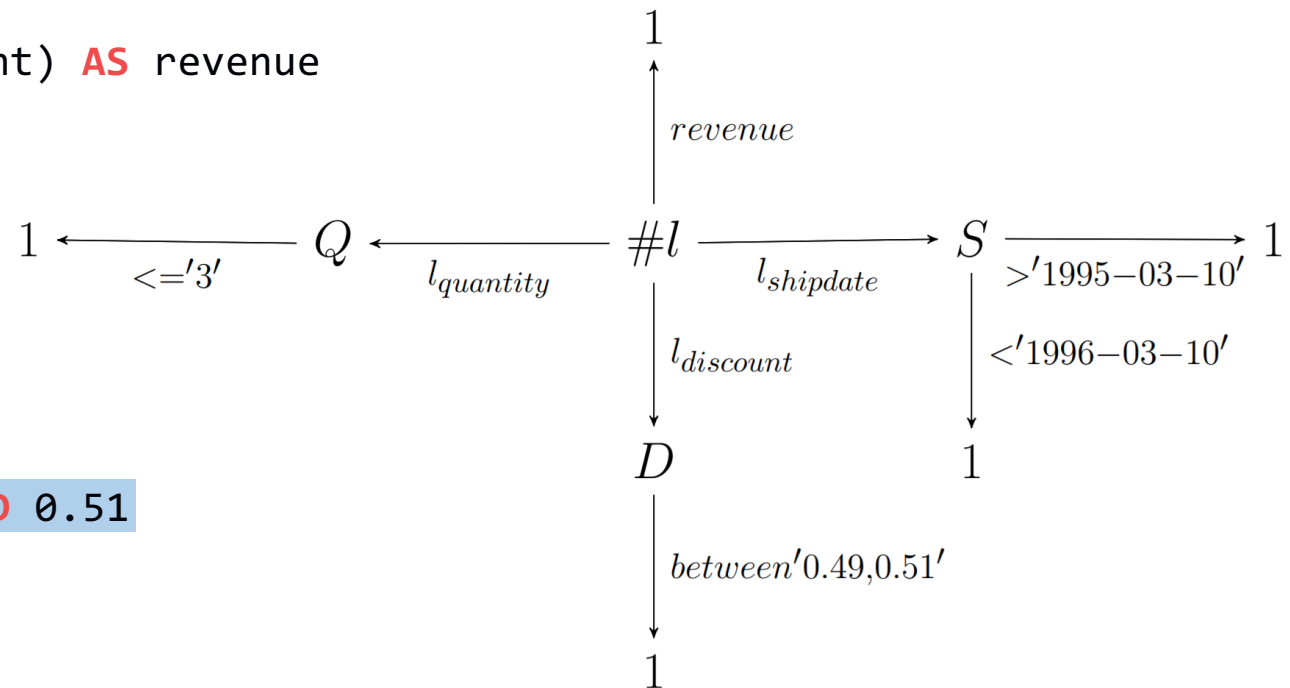 1
nt) AS revenue
revenue
1 Q #l S 1
<='3' l_quantity l_shipdate >'1995−03−10'
l_discount <'1996−03−10'
D 1
0.51
between'0.49,0.51'
1